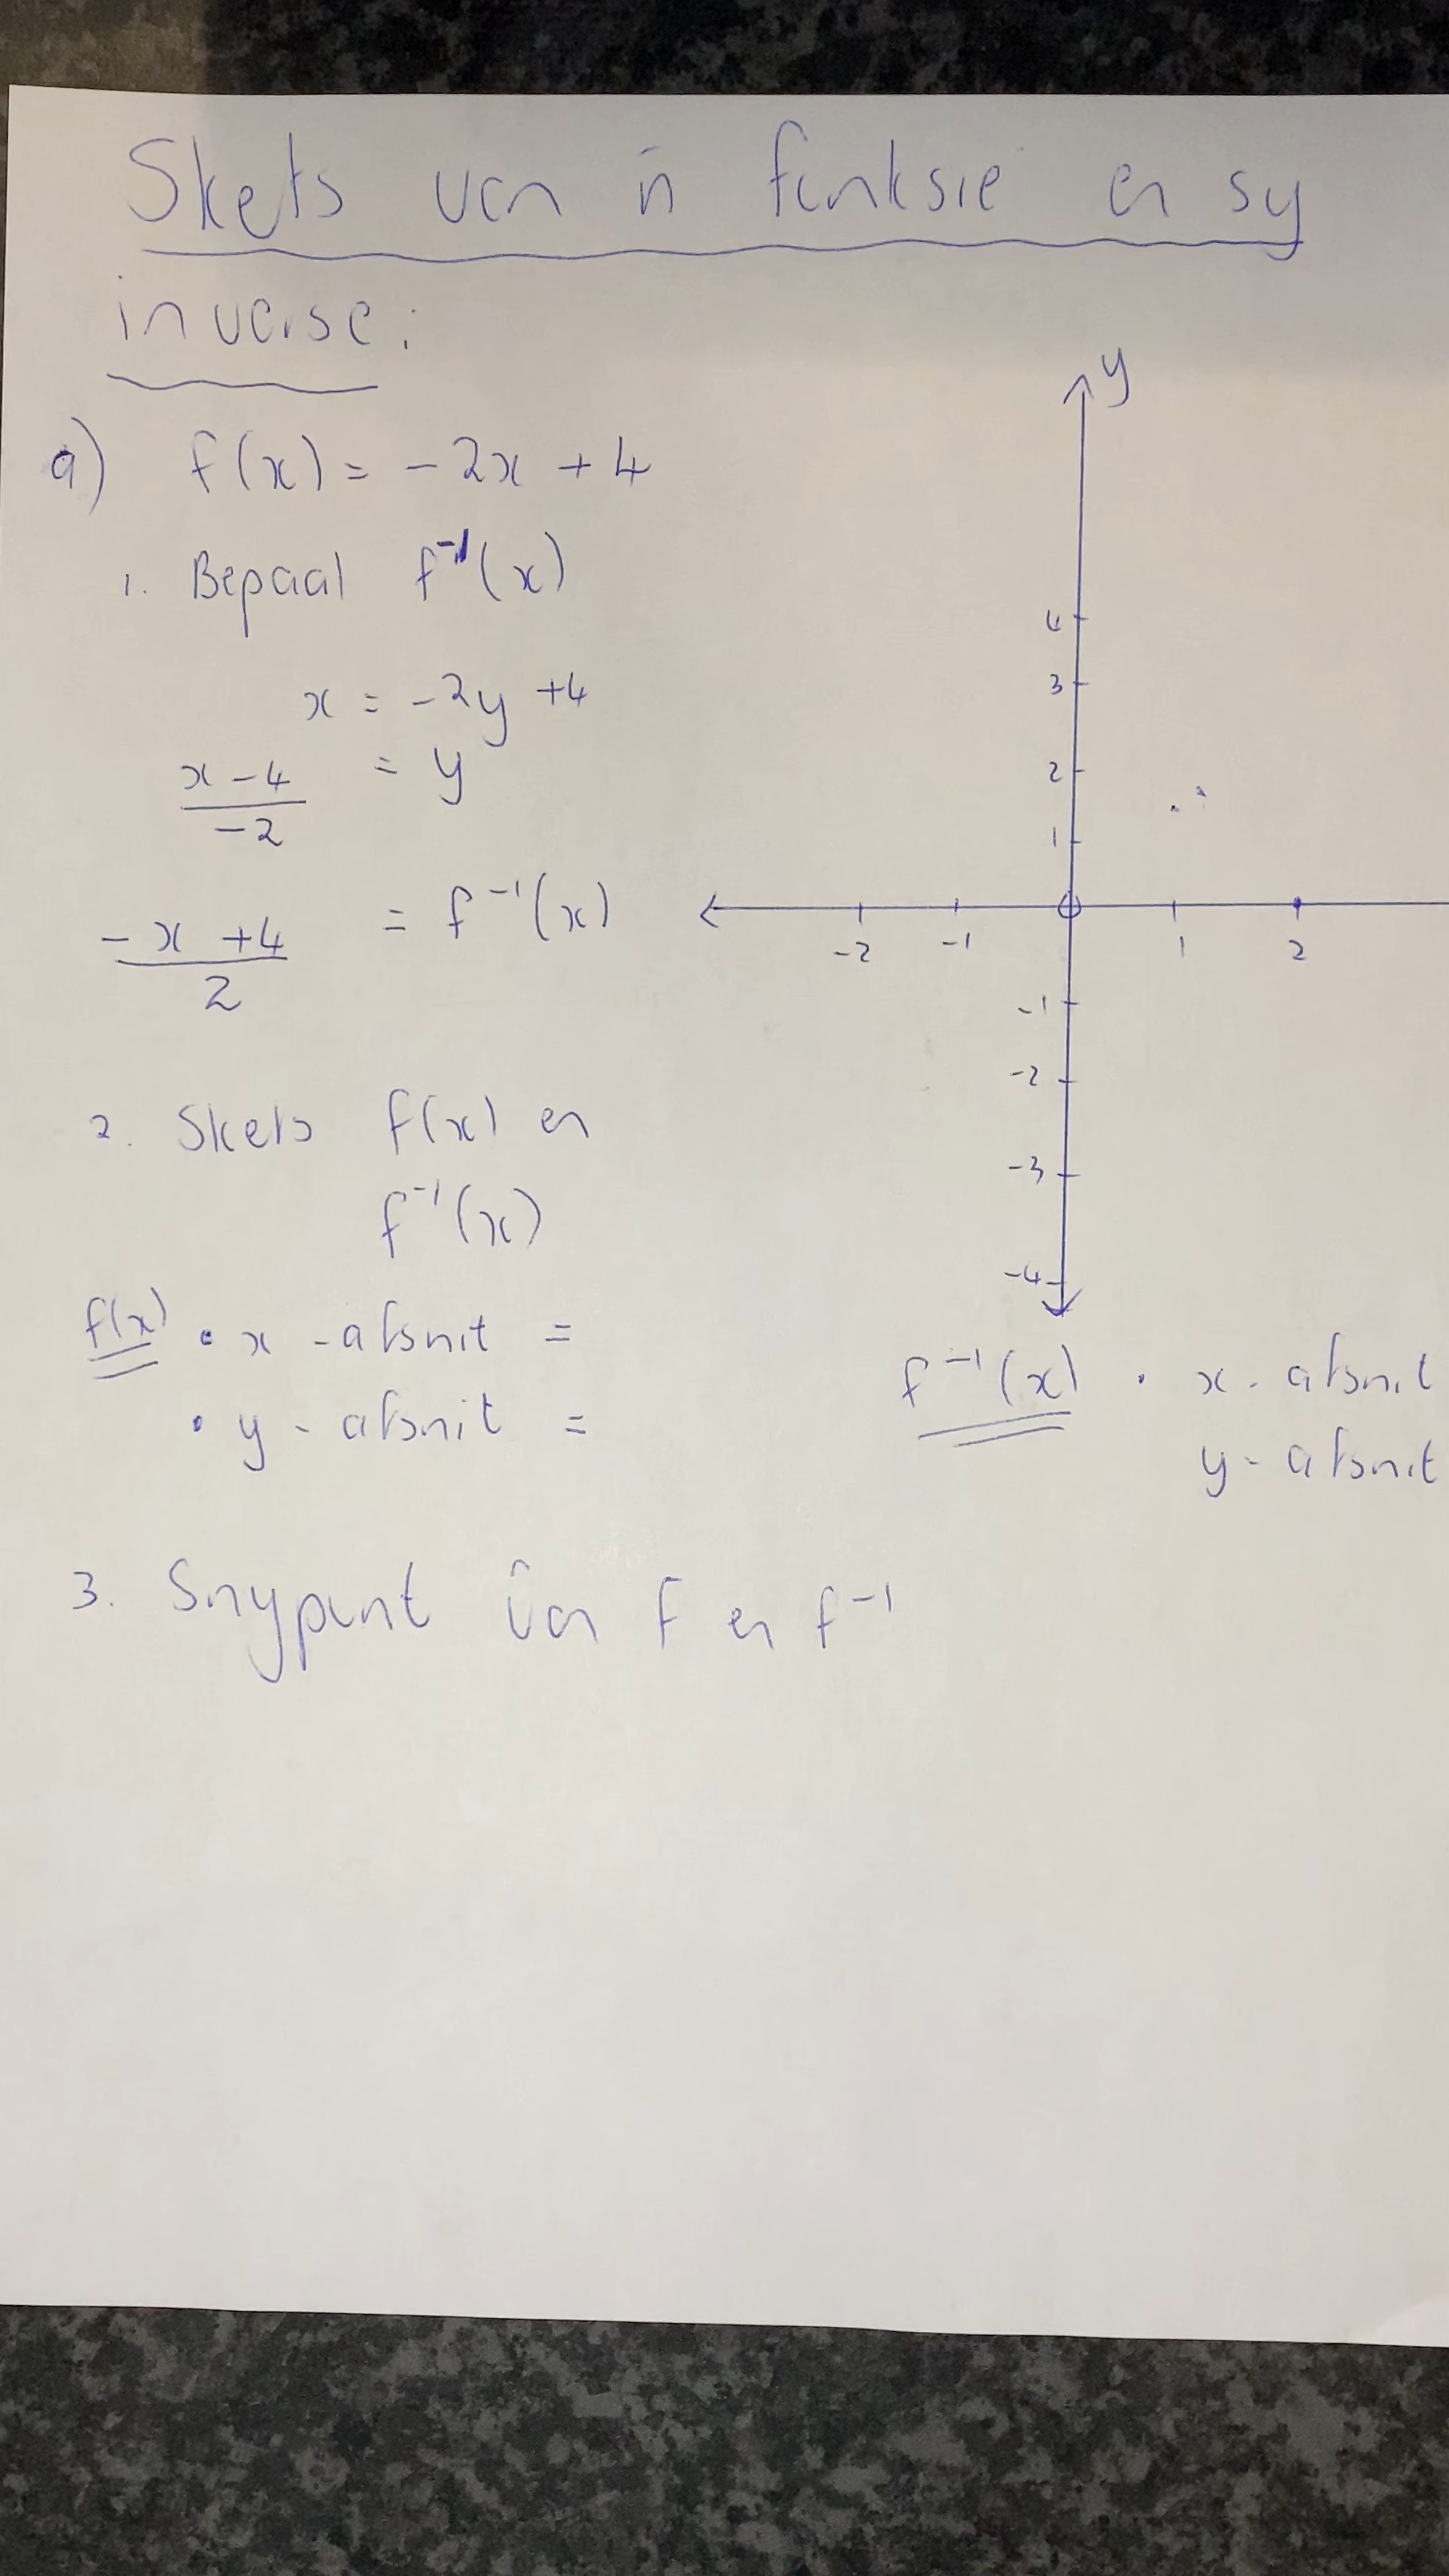 Skets van 'n funksie en sy
inverse:
a) f(x) = -2x + 4
1. Bepaal f⁻¹(x)
x = -2y + 4
x - 4 / -2 = y
-x + 4 / 2 = f⁻¹(x)
2. Skets f(x) en
f⁻¹(x)
f(x) • x - afsnit =
• y - afsnit =
3. Snypunt van f en f⁻¹
y
4
3
2
1
-2 -1 1 2
-1
-2
-3
-4
f⁻¹(x) • x - afsnit
y - afsnit